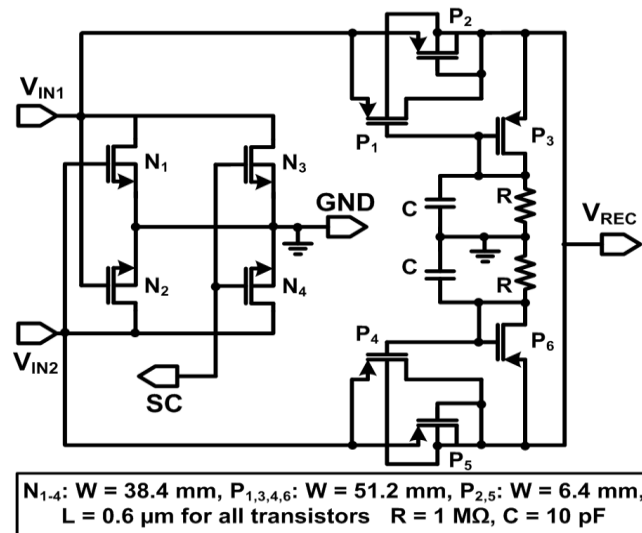 P2
VIN1
P1
P3
N1
N3
GND
C
R
VREC
N2
N4
C
R
VIN2
P4
P6
SC
P5
N1-4: W = 38.4 mm, P1,3,4,6: W = 51.2 mm, P2,5: W = 6.4 mm,
L = 0.6 µm for all transistors R = 1 MΩ, C = 10 pF